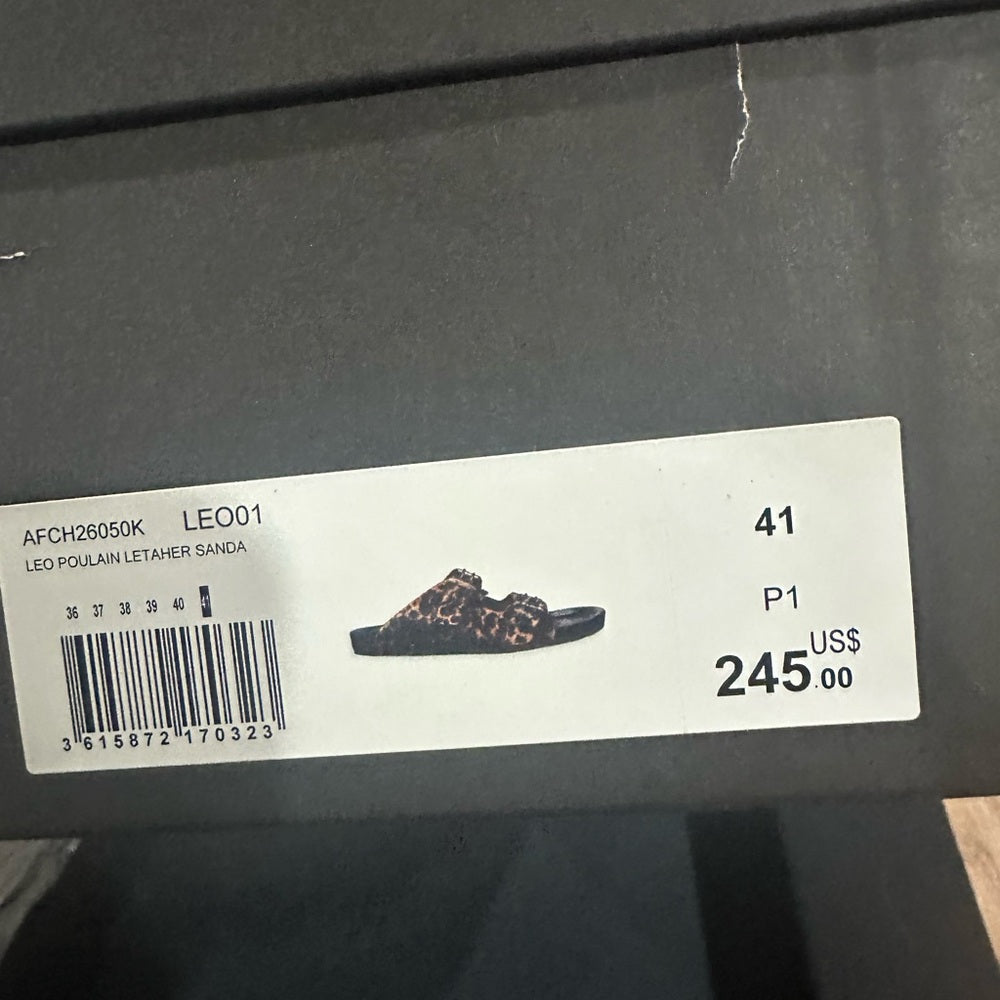 AFCH26050K LEO01
LEO POULAIN LETAHER SANDA
36 37 38 39 40 41
3 615872 170323
41
P1
US$
245.00